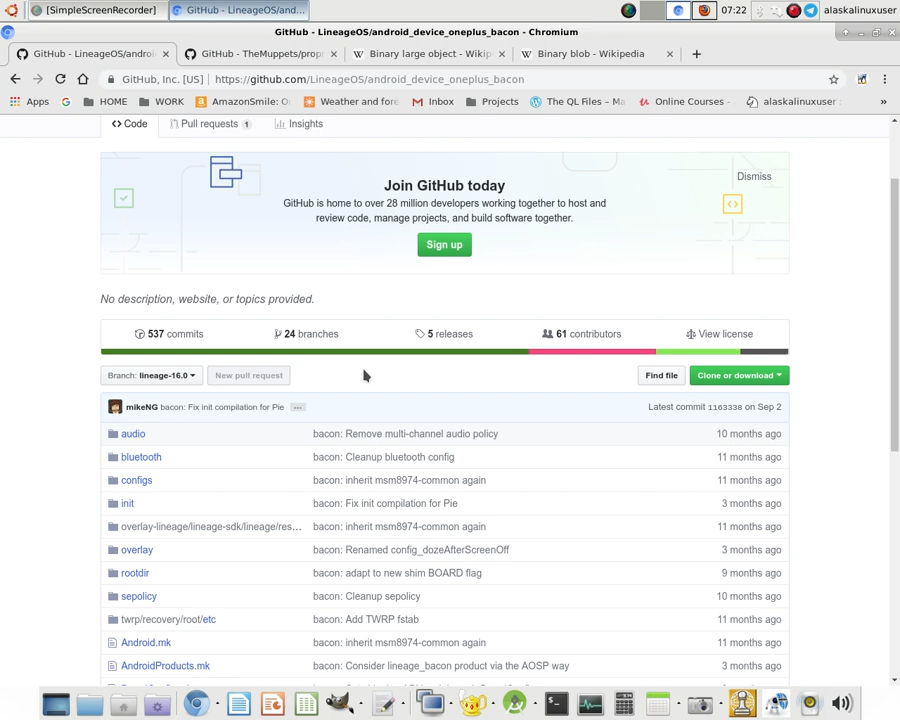 [SimpleScreenRecorder]
GitHub - LineageOS/and...
07:22
alaskalinuxuser
GitHub - LineageOS/android_device_oneplus_bacon - Chromium
GitHub - LineageOS/androi
GitHub - TheMuppets/propr
Binary large object - Wikip
Binary blob - Wikipedia
GitHub, Inc. [US]
https://github.com/LineageOS/android_device_oneplus_bacon
Apps
HOME
WORK
AmazonSmile: O
Weather and fore
Inbox
Projects
The QL Files – Ma
Online Courses -
alaskalinuxuser
»
Code
Pull requests 1
Insights
Dismiss
Join GitHub today
GitHub is home to over 28 million developers working together to host and
review code, manage projects, and build software together.
Sign up
No description, website, or topics provided.
537 commits
24 branches
5 releases
61 contributors
View license
Branch: lineage-16.0
New pull request
Find file
Clone or download
mikeNG bacon: Fix init compilation for Pie ...
Latest commit 1163338 on Sep 2
audio bacon: Remove multi-channel audio policy 10 months ago
bluetooth bacon: Cleanup bluetooth config 11 months ago
configs bacon: inherit msm8974-common again 11 months ago
init bacon: Fix init compilation for Pie 3 months ago
overlay-lineage/lineage-sdk/lineage/res... bacon: inherit msm8974-common again 11 months ago
overlay bacon: Renamed config_dozeAfterScreenOff 3 months ago
rootdir bacon: adapt to new shim BOARD flag 9 months ago
sepolicy bacon: Cleanup sepolicy 10 months ago
twrp/recovery/root/etc bacon: Add TWRP fstab 11 months ago
Android.mk bacon: inherit msm8974-common again 11 months ago
AndroidProducts.mk bacon: Consider lineage_bacon product via the AOSP way 3 months ago